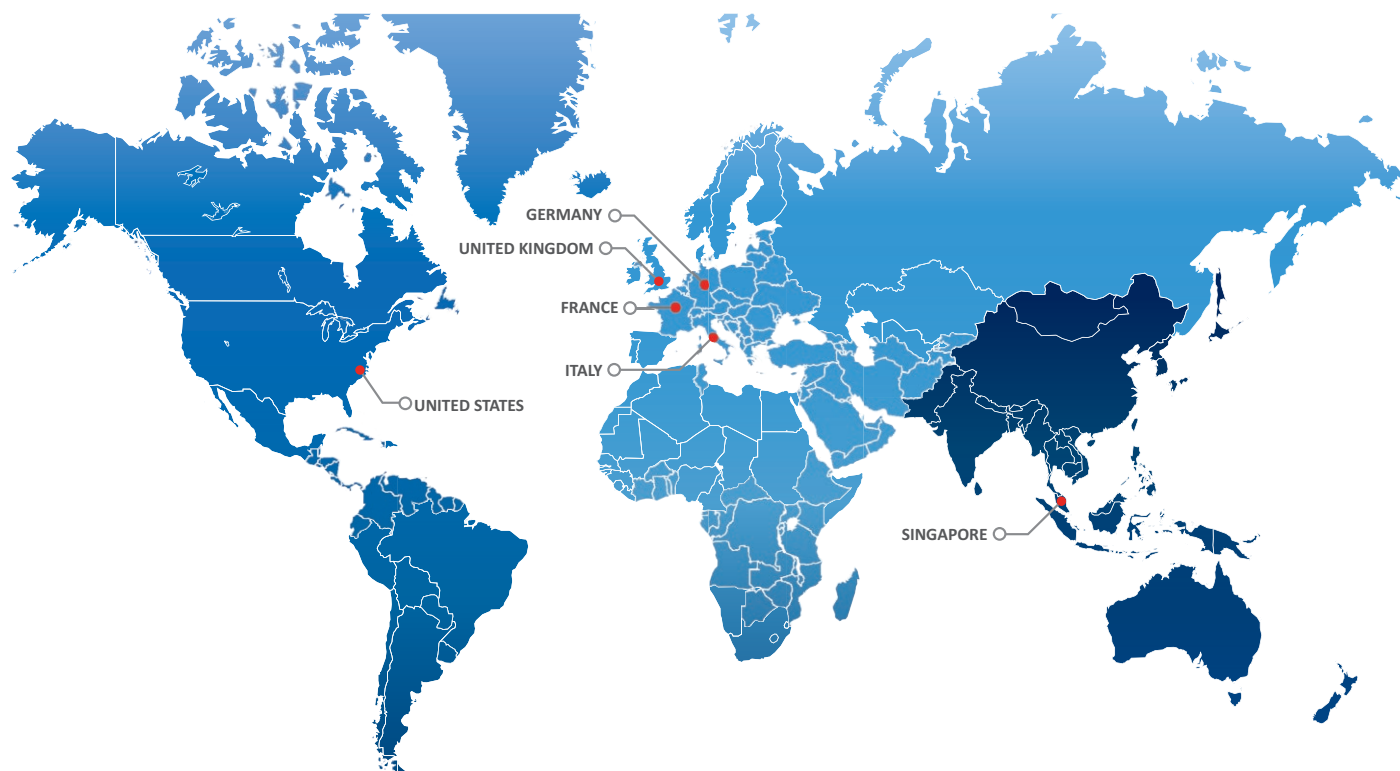 GERMANY
UNITED KINGDOM
FRANCE
ITALY
UNITED STATES
SINGAPORE